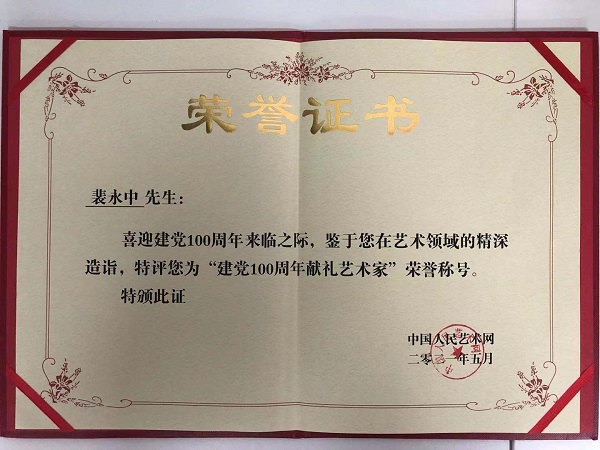 荣誉证书
裴永中 先生：
喜迎建党100周年来临之际，鉴于您在艺术领域的精深
造诣，特评您为“建党100周年献礼艺术家”荣誉称号。
特颁此证
中国人民艺术网
二零 年五月